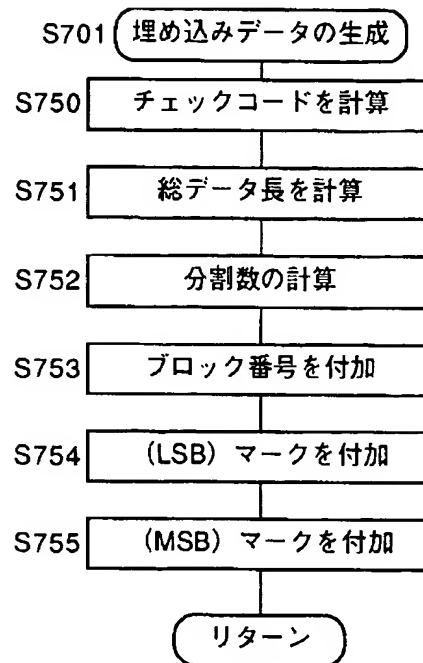 S701 埋め込みデータの生成
S750 チェックコードを計算
S751 総データ長を計算
S752 分割数の計算
S753 ブロック番号を付加
S754 (LSB) マークを付加
S755 (MSB) マークを付加
リターン